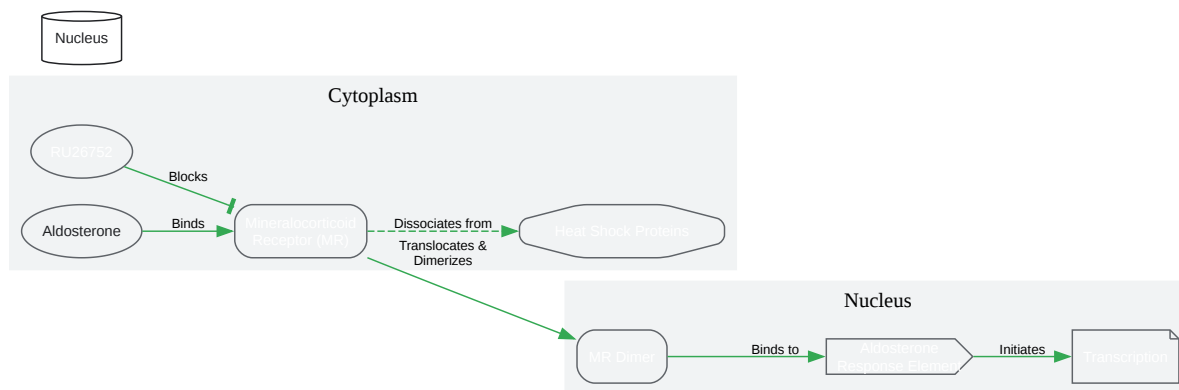 Nucleus
Cytoplasm
RU28752
Blocks
Aldosterone
Binds
Mineralocorticoid
Receptor (MR)
Dissociates from
Heat Shock Proteins
Translocates &
Dimerizes
Nucleus
MR Dimer
Binds to
Aldosterone
Response Element
Initiates
Transcription